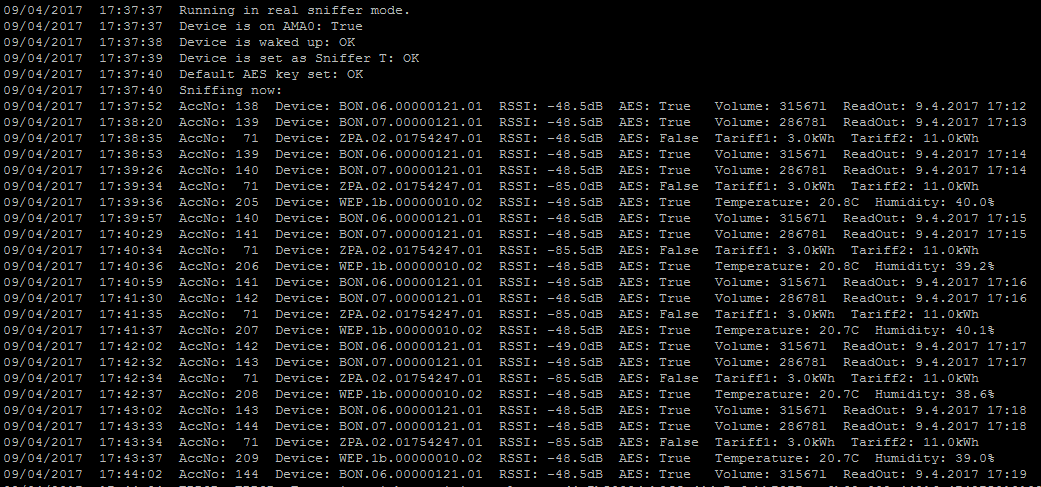 09/04/2017  17:37:37  Running in real sniffer mode.
09/04/2017  17:37:37  Device is on AMA0: True
09/04/2017  17:37:38  Device is waked up: OK
09/04/2017  17:37:39  Device is set as Sniffer T: OK
09/04/2017  17:37:40  Default AES key set: OK
09/04/2017  17:37:40  Sniffing now:
09/04/2017  17:37:52  AccNo: 138  Device: BON.06.00000121.01  RSSI: -48.5dB  AES: True   Volume: 31567l  ReadOut: 9.4.2017 17:12
09/04/2017  17:38:20  AccNo: 139  Device: BON.07.00000121.01  RSSI: -48.5dB  AES: True   Volume: 28678l  ReadOut: 9.4.2017 17:13
09/04/2017  17:38:35  AccNo:  71  Device: ZPA.02.01754247.01  RSSI: -48.5dB  AES: False  Tariff1: 3.0kWh  Tariff2: 11.0kWh
09/04/2017  17:38:53  AccNo: 139  Device: BON.06.00000121.01  RSSI: -48.5dB  AES: True   Volume: 31567l  ReadOut: 9.4.2017 17:14
09/04/2017  17:39:26  AccNo: 140  Device: BON.07.00000121.01  RSSI: -48.5dB  AES: True   Volume: 28678l  ReadOut: 9.4.2017 17:14
09/04/2017  17:39:34  AccNo:  71  Device: ZPA.02.01754247.01  RSSI: -85.0dB  AES: False  Tariff1: 3.0kWh  Tariff2: 11.0kWh
09/04/2017  17:39:36  AccNo: 205  Device: WEP.1b.00000010.02  RSSI: -48.5dB  AES: True   Temperature: 20.8C  Humidity: 40.0%
09/04/2017  17:39:57  AccNo: 140  Device: BON.06.00000121.01  RSSI: -48.5dB  AES: True   Volume: 31567l  ReadOut: 9.4.2017 17:15
09/04/2017  17:40:29  AccNo: 141  Device: BON.07.00000121.01  RSSI: -48.5dB  AES: True   Volume: 28678l  ReadOut: 9.4.2017 17:15
09/04/2017  17:40:34  AccNo:  71  Device: ZPA.02.01754247.01  RSSI: -85.5dB  AES: False  Tariff1: 3.0kWh  Tariff2: 11.0kWh
09/04/2017  17:40:36  AccNo: 206  Device: WEP.1b.00000010.02  RSSI: -48.5dB  AES: True   Temperature: 20.8C  Humidity: 39.2%
09/04/2017  17:40:59  AccNo: 141  Device: BON.06.00000121.01  RSSI: -48.5dB  AES: True   Volume: 31567l  ReadOut: 9.4.2017 17:16
09/04/2017  17:41:30  AccNo: 142  Device: BON.07.00000121.01  RSSI: -48.5dB  AES: True   Volume: 28678l  ReadOut: 9.4.2017 17:16
09/04/2017  17:41:35  AccNo:  71  Device: ZPA.02.01754247.01  RSSI: -85.0dB  AES: False  Tariff1: 3.0kWh  Tariff2: 11.0kWh
09/04/2017  17:41:37  AccNo: 207  Device: WEP.1b.00000010.02  RSSI: -48.5dB  AES: True   Temperature: 20.7C  Humidity: 40.1%
09/04/2017  17:42:02  AccNo: 142  Device: BON.06.00000121.01  RSSI: -49.0dB  AES: True   Volume: 31567l  ReadOut: 9.4.2017 17:17
09/04/2017  17:42:32  AccNo: 143  Device: BON.07.00000121.01  RSSI: -48.5dB  AES: True   Volume: 28678l  ReadOut: 9.4.2017 17:17
09/04/2017  17:42:34  AccNo:  71  Device: ZPA.02.01754247.01  RSSI: -85.5dB  AES: False  Tariff1: 3.0kWh  Tariff2: 11.0kWh
09/04/2017  17:42:37  AccNo: 208  Device: WEP.1b.00000010.02  RSSI: -48.5dB  AES: True   Temperature: 20.7C  Humidity: 38.6%
09/04/2017  17:43:02  AccNo: 143  Device: BON.06.00000121.01  RSSI: -48.5dB  AES: True   Volume: 31567l  ReadOut: 9.4.2017 17:18
09/04/2017  17:43:33  AccNo: 144  Device: BON.07.00000121.01  RSSI: -48.5dB  AES: True   Volume: 28678l  ReadOut: 9.4.2017 17:18
09/04/2017  17:43:34  AccNo:  71  Device: ZPA.02.01754247.01  RSSI: -85.5dB  AES: False  Tariff1: 3.0kWh  Tariff2: 11.0kWh
09/04/2017  17:43:37  AccNo: 209  Device: WEP.1b.00000010.02  RSSI: -48.5dB  AES: True   Temperature: 20.7C  Humidity: 39.0%
09/04/2017  17:44:02  AccNo: 144  Device: BON.06.00000121.01  RSSI: -48.5dB  AES: True   Volume: 31567l  ReadOut: 9.4.2017 17:19